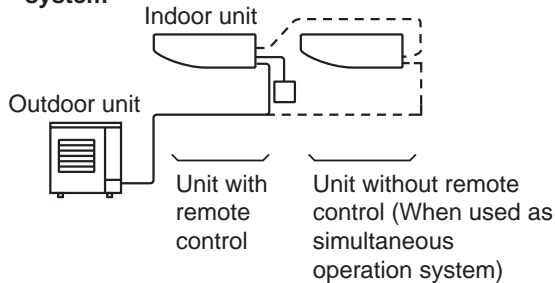 system
Indoor unit
Outdoor unit
Unit with
remote
control
Unit without remote
control (When used as
simultaneous
operation system)